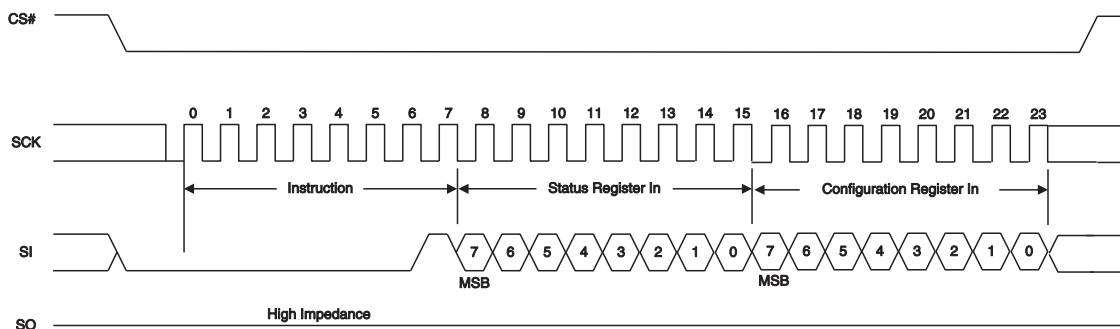 CS#
0 1 2 3 4 5 6 7 8 9 10 11 12 13 14 15 16 17 18 19 20 21 22 23
SCK
Instruction Status Register In Configuration Register In
SI 7 6 5 4 3 2 1 0 7 6 5 4 3 2 1 0
MSB MSB
High Impedance
SO